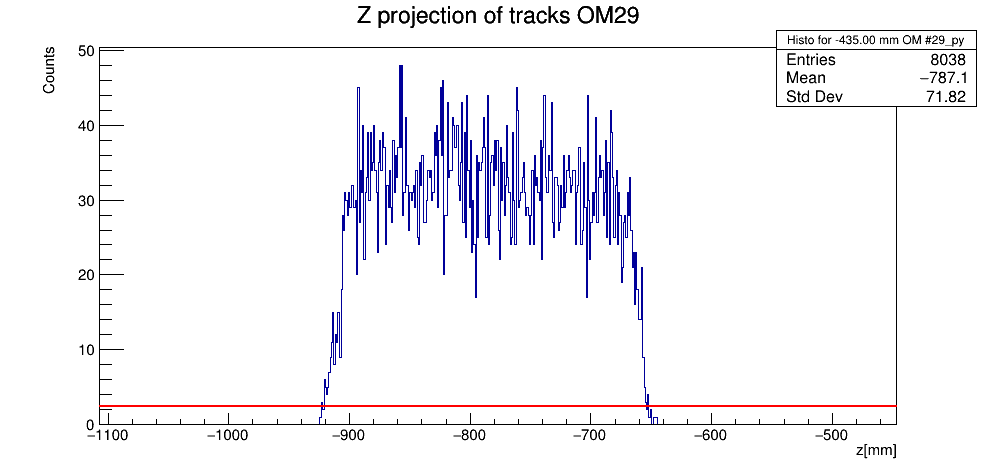 Z projection of tracks OM29
Histo for -435.00 mm OM #29_py
Entries 8038
Mean −787.1
Std Dev 71.82
Counts
50
40
30
20
10
0
−1100 −1000 −900 −800 −700 −600 −500
z[mm]